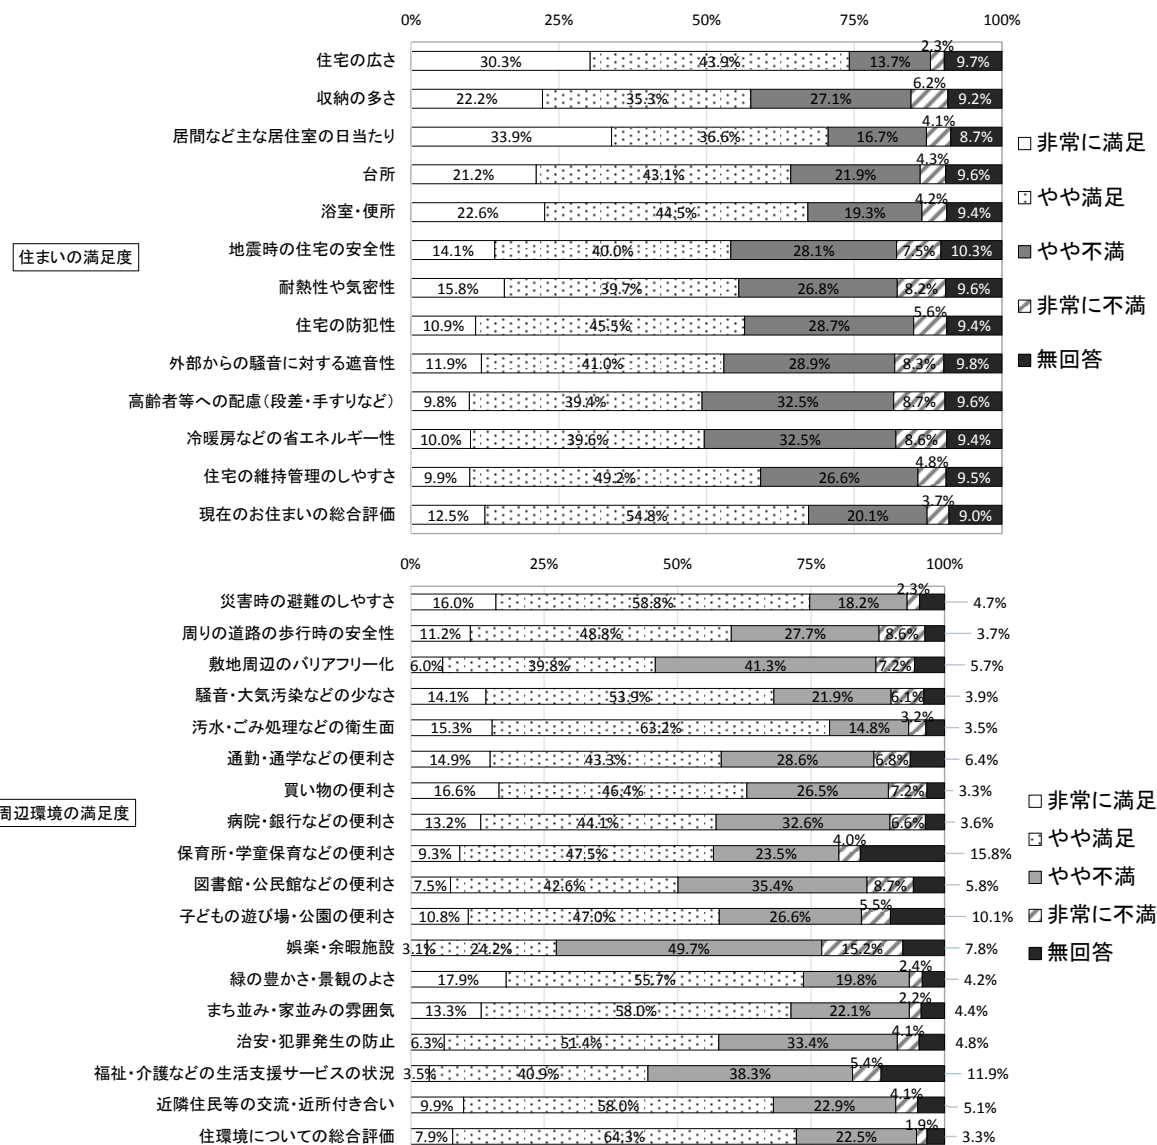 0% 25% 50% 75% 100%
住宅の広さ 30.3% 43.9% 13.7% 2.3% 9.7%
収納の多さ 22.2% 35.3% 27.1% 6.2% 9.2%
居間など主な居住室の日当たり 33.9% 36.6% 16.7% 4.1% 8.7%
台所 21.2% 43.1% 21.9% 4.3% 9.6%
浴室・便所 22.6% 44.5% 19.3% 4.2% 9.4%
地震時の住宅の安全性 14.1% 40.0% 28.1% 7.5% 10.3%
耐熱性や気密性 15.8% 39.7% 26.8% 8.2% 9.6%
住宅の防犯性 10.9% 45.5% 28.7% 5.6% 9.4%
外部からの騒音に対する遮音性 11.9% 41.0% 28.9% 8.3% 9.8%
高齢者等への配慮(段差・手すりなど) 9.8% 39.4% 32.5% 8.7% 9.6%
冷暖房などの省エネルギー性 10.0% 39.6% 32.5% 8.6% 9.4%
住宅の維持管理のしやすさ 9.9% 49.2% 26.6% 4.8% 9.5%
現在のお住まいの総合評価 12.5% 54.8% 20.1% 3.7% 9.0%
住まいの満足度
非常に満足
やや満足
やや不満
非常に不満
無回答
0% 25% 50% 75% 100%
災害時の避難のしやすさ 16.0% 58.8% 18.2% 2.3% 4.7%
周りの道路の歩行時の安全性 11.2% 48.8% 27.7% 8.6% 3.7%
敷地周辺のバリアフリー化 6.0% 39.8% 41.3% 7.2% 5.7%
騒音・大気汚染などの少なさ 14.1% 53.9% 21.9% 6.1% 3.9%
汚水・ごみ処理などの衛生面 15.3% 63.2% 14.8% 3.2% 3.5%
通勤・通学などの便利さ 14.9% 43.3% 28.6% 6.8% 6.4%
買い物の便利さ 16.6% 46.4% 26.5% 7.2% 3.3%
病院・銀行などの便利さ 13.2% 44.1% 32.6% 6.6% 3.6%
保育所・学童保育などの便利さ 9.3% 47.5% 23.5% 4.0% 15.8%
図書館・公民館などの便利さ 7.5% 42.6% 35.4% 8.7% 5.8%
子どもの遊び場・公園の便利さ 10.8% 47.0% 26.6% 5.5% 10.1%
娯楽・余暇施設 3.1% 24.2% 49.7% 15.2% 7.8%
緑の豊かさ・景観のよさ 17.9% 55.7% 19.8% 2.4% 4.2%
まち並み・家並みの雰囲気 13.3% 58.0% 22.1% 2.2% 4.4%
治安・犯罪発生の防止 6.3% 51.4% 33.4% 4.1% 4.8%
福祉・介護などの生活支援サービスの状況 3.5% 40.9% 38.3% 5.4% 11.9%
近隣住民等の交流・近所付き合い 9.9% 58.0% 22.9% 4.1% 5.1%
住環境についての総合評価 7.9% 64.3% 22.5% 1.9% 3.3%
周辺環境の満足度
非常に満足
やや満足
やや不満
非常に不満
無回答